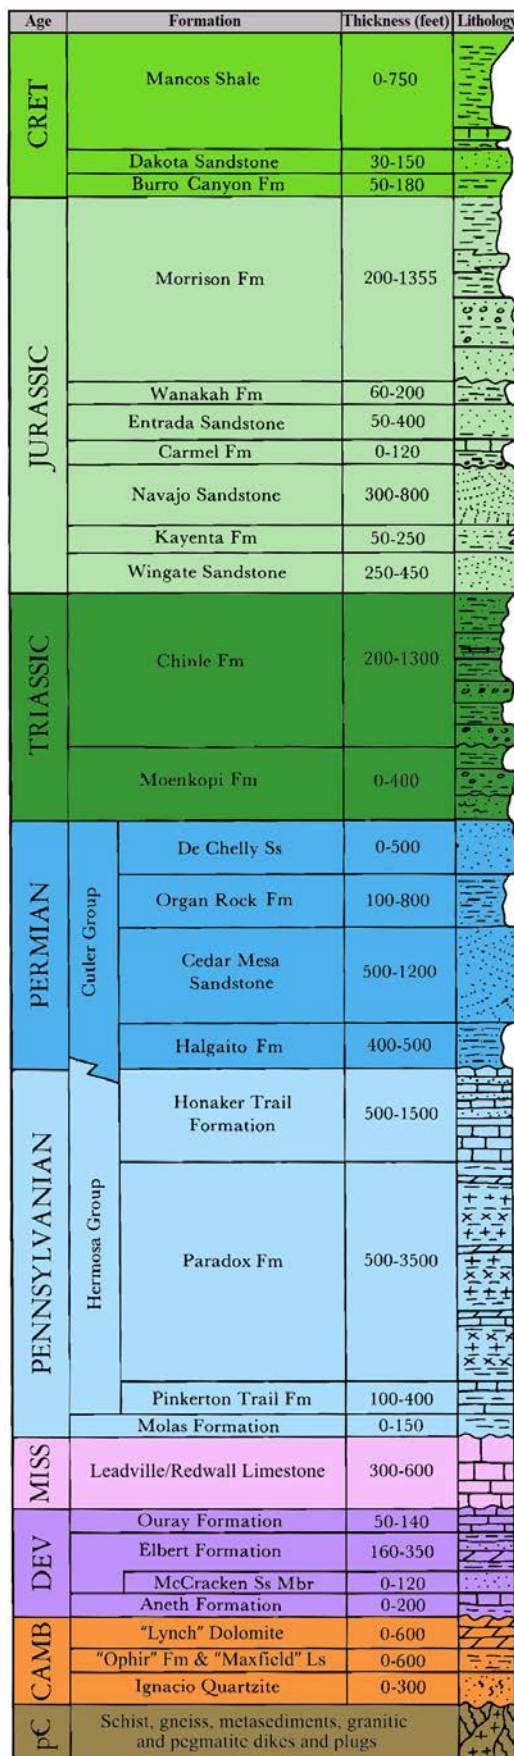 Age Formation Thickness (feet) Lithology
CRET
Mancos Shale 0-750
Dakota Sandstone 30-150
Burro Canyon Fm 50-180
JURASSIC
Morrison Fm 200-1355
Wanakah Fm 60-200
Entrada Sandstone 50-400
Carmel Fm 0-120
Navajo Sandstone 300-800
Kayenta Fm 50-250
Wingate Sandstone 250-450
TRIASSIC
Chinle Fm 200-1300
Moenkopi Fm 0-400
PERMIAN
Cutler Group
De Chelly Ss 0-500
Organ Rock Fm 100-800
Cedar Mesa
Sandstone 500-1200
Halgaito Fm 400-500
PENNSYLVANIAN
Hermosa Group
Honaker Trail
Formation 500-1500
Paradox Fm 500-3500
Pinkerton Trail Fm 100-400
Molas Formation 0-150
MISS
Leadville/Redwall Limestone 300-600
DEV
Ouray Formation 50-140
Elbert Formation 160-350
McCracken Ss Mbr 0-120
Aneth Formation 0-200
CAMB
"Lynch" Dolomite 0-600
"Ophir" Fm & "Maxfield" Ls 0-600
Ignacio Quartzite 0-300
pЄ
Schist, gneiss, metasediments, granitic
and pegmatite dikes and plugs